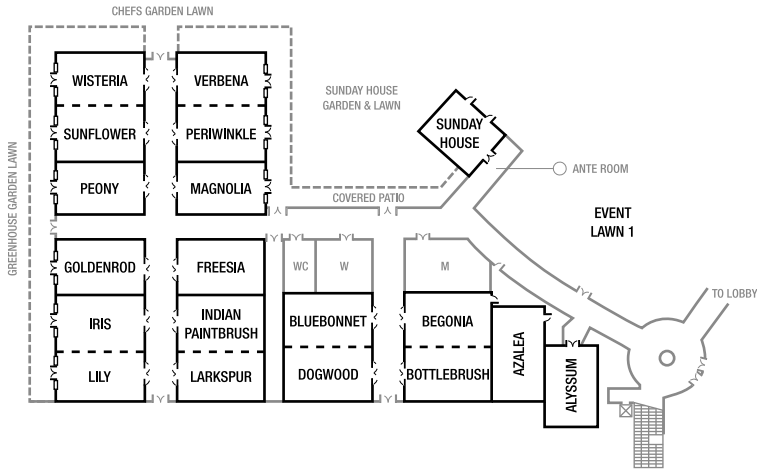 CHEFS GARDEN LAWN
WISTERIA
VERBENA
SUNDAY HOUSE
GARDEN & LAWN
SUNFLOWER
PERIWINKLE
SUNDAY
HOUSE
ANTE ROOM
PEONY
MAGNOLIA
COVERED PATIO
GREENHOUSE GARDEN LAWN
EVENT
LAWN 1
GOLDENROD
FREESIA
WC
W
M
TO LOBBY
IRIS
INDIAN
PAINTBRUSH
BLUEBONNET
BEGONIA
AZALEA
LILY
LARKSPUR
DOGWOOD
BOTTLEBRUSH
ALYSSUM